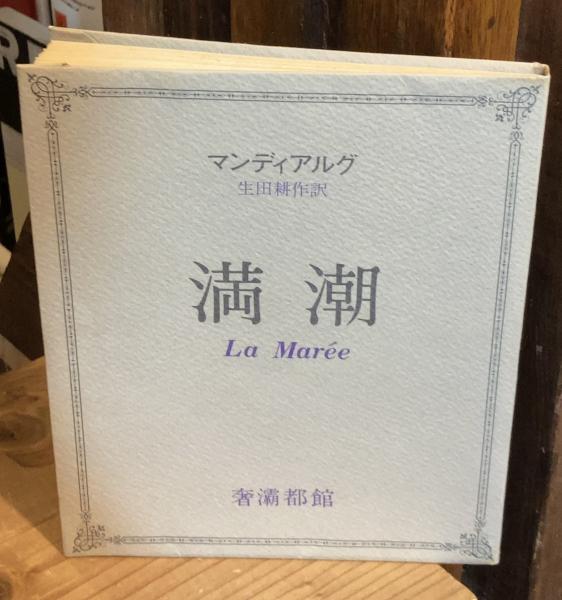 マンディアルグ
生田耕作訳
満潮
La Marée
奢灞都館